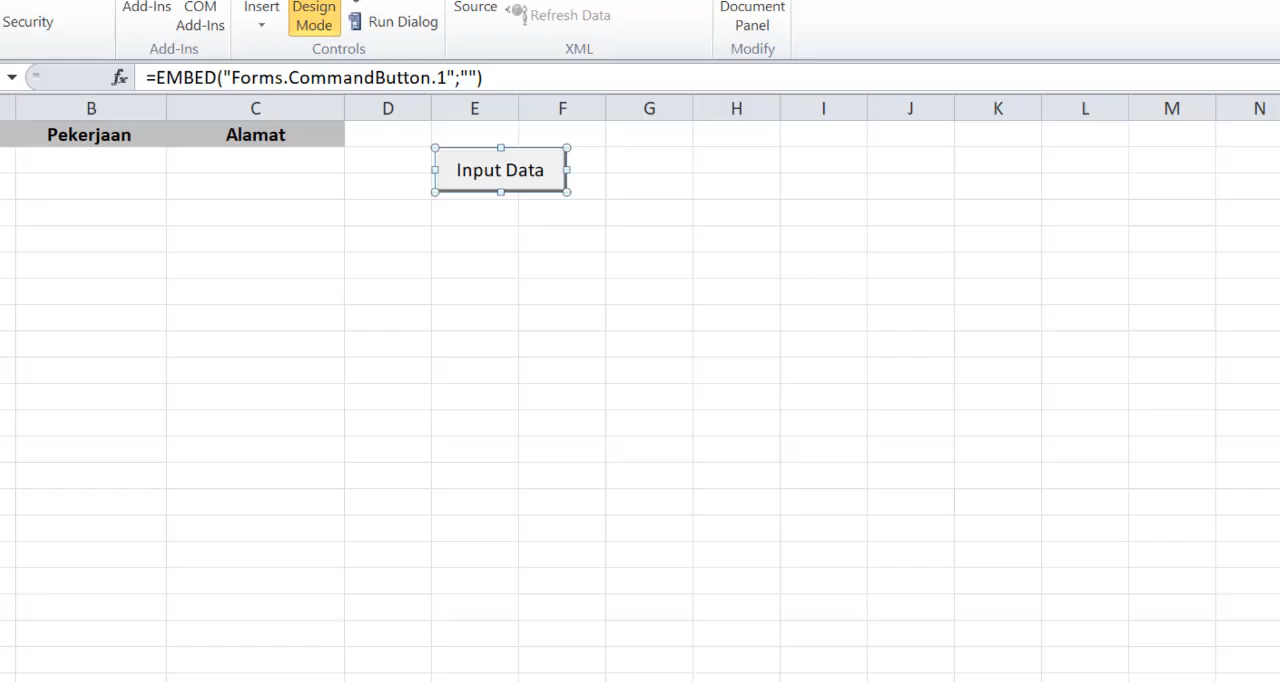 Add-Ins COM Insert Design Source Document
Security Add-Ins Mode Run Dialog Refresh Data Panel
Add-Ins Controls XML Modify
fx =EMBED("Forms.CommandButton.1";"")
B C D E F G H I J K L M N
Pekerjaan Alamat
Input Data